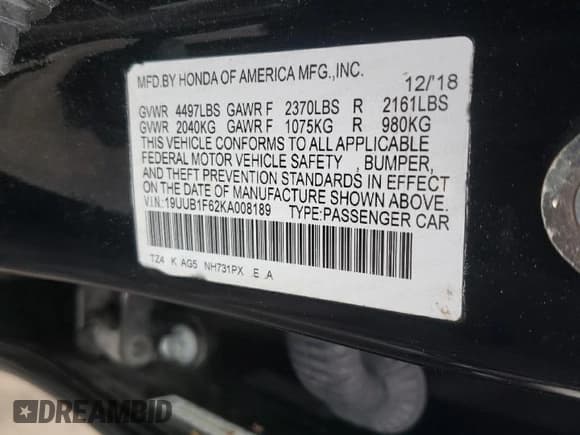 MFD.BY HONDA OF AMERICA MFG.,INC. 12/'18
GVWR 4497LBS GAWR F 2370LBS R 2161LBS
GVWR 2040KG GAWR F 1075KG R 980KG
THIS VEHICLE CONFORMS TO ALL APPLICABLE
FEDERAL MOTOR VEHICLE SAFETY , BUMPER,
AND THEFT PREVENTION STANDARDS IN EFFECT
ON THE DATE OF MANUFACTURE SHOWN ABOVE.
V.I.N.:19UUB1F62KA008189 TYPE:PASSENGER CAR
TZ4 K AG5 NH731PX E .A
DREAMBID